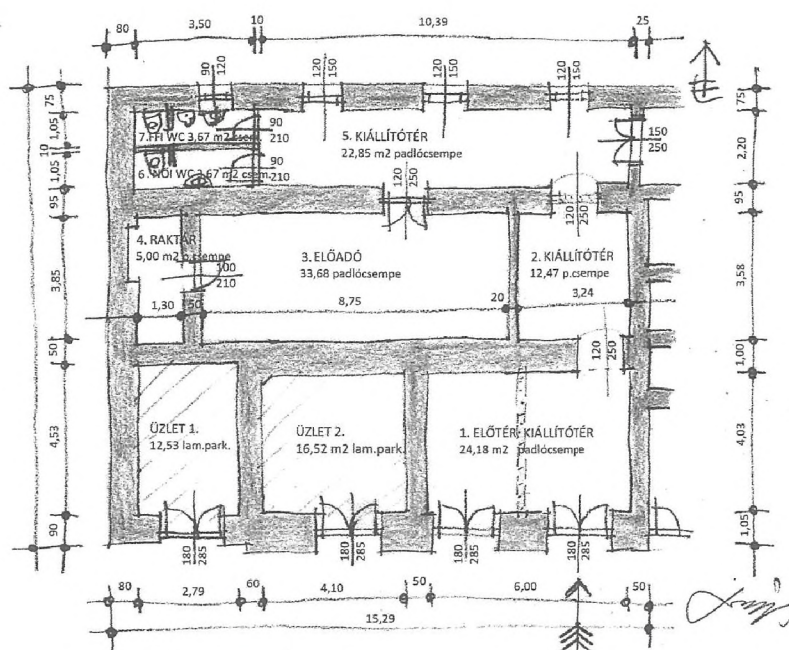 80 3,50 10 10,39 25
90 120
120 150
120 150
120 150
75
1,05
10
1,05
95
3,85
50
4,53
90
75
2,20
95
3,58
1,00
4,03
1,05
7.FFI WC 3,67 m2 csem.
90 210
6. NŐI WC 3,67 m2 csem.
90 210
5. KIÁLLÍTÓTÉR
22,85 m2 padlócsempe
150 250
120 250
120 250
4. RAKTÁR
5,00 m2 p.csempe
100 210
3. ELŐADÓ
33,68 padlócsempe
2. KIÁLLÍTÓTÉR
12,47 p.csempe
1,30 50 8,75 20 3,24
120 250
ÜZLET 1.
12,53 lam.park.
ÜZLET 2.
16,52 m2 lam.park.
1. ELŐTÉR-KIÁLLÍTÓTÉR
24,18 m2 padlócsempe
180 285
180 285
180 285
180 285
80 2,79 60 4,10 50 6,00 50
15,29